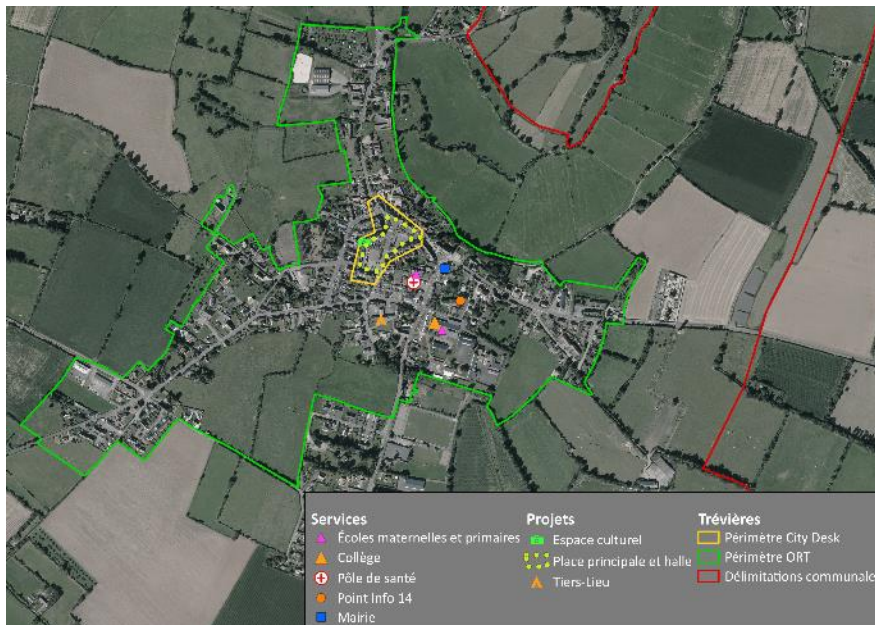 Services
Écoles maternelles et primaires
Collège
Pôle de santé
Point Info 14
Mairie
Projets
Espace culturel
Place principale et halle
Tiers-Lieu
Trévières
Périmètre City Desk
Périmètre ORT
Délimitations communales